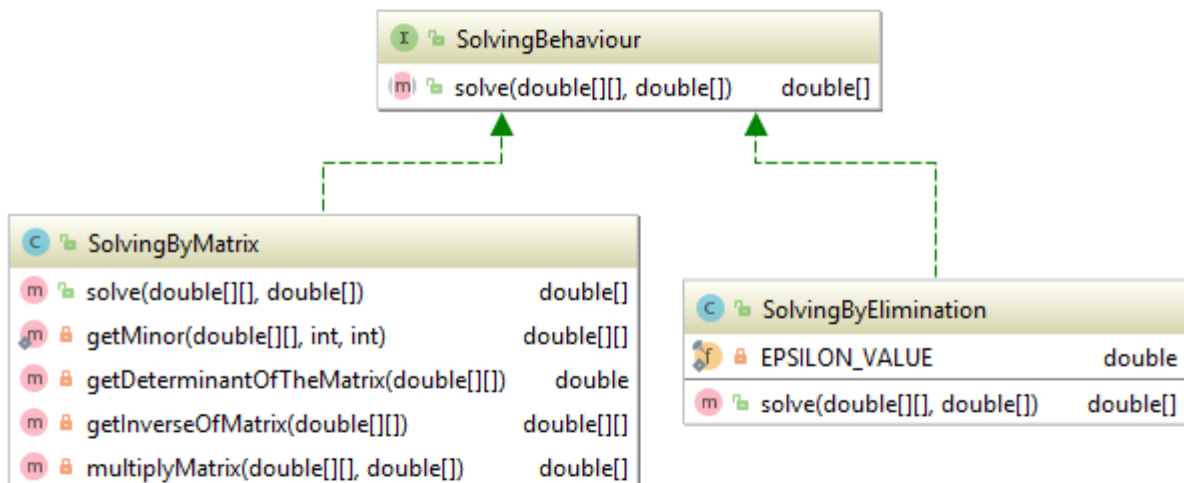 I SolvingBehaviour
m solve(double[][], double[]) double[]
C SolvingByMatrix
m solve(double[][], double[]) double[]
m getMinor(double[][], int, int) double[][]
m getDeterminantOfTheMatrix(double[][]) double
m getInverseOfMatrix(double[][]) double[][]
m multiplyMatrix(double[][], double[]) double[]
C SolvingByElimination
f EPSILON_VALUE double
m solve(double[][], double[]) double[]